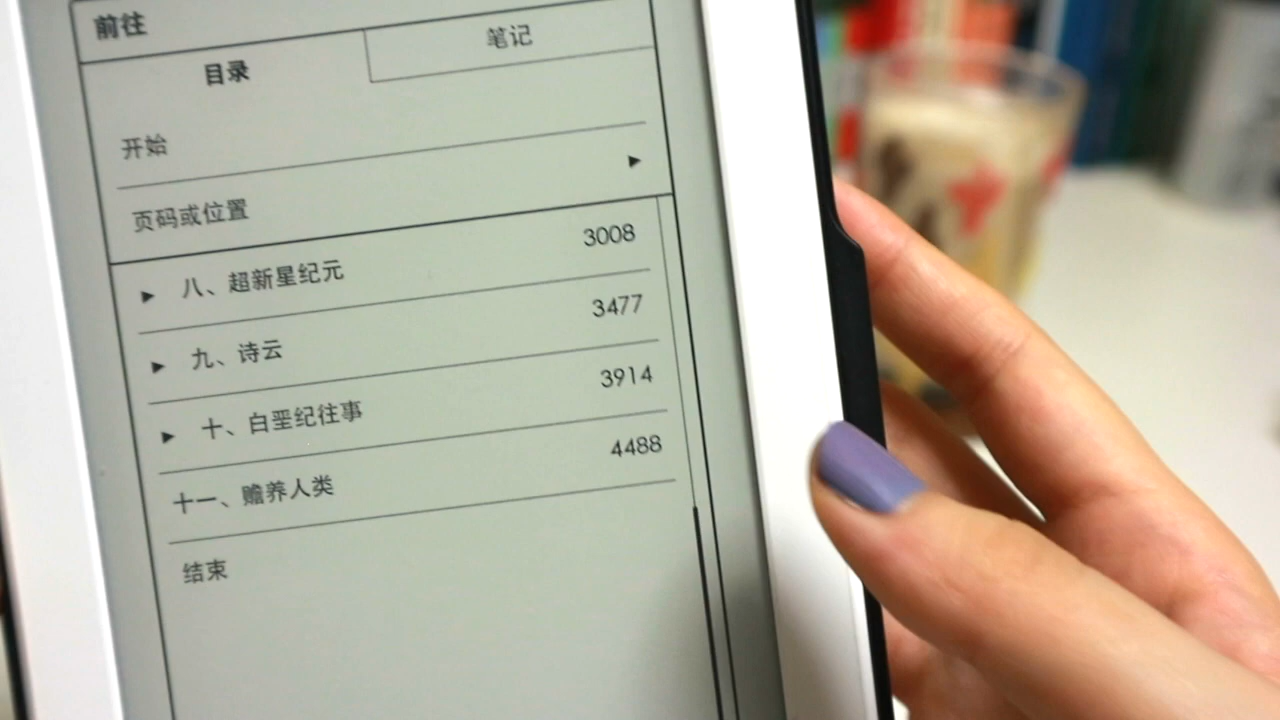 前往
目录
笔记
开始
页码或位置
八、超新星纪元 3008
九、诗云 3477
十、白垩纪往事 3914
十一、赡养人类 4488
结束